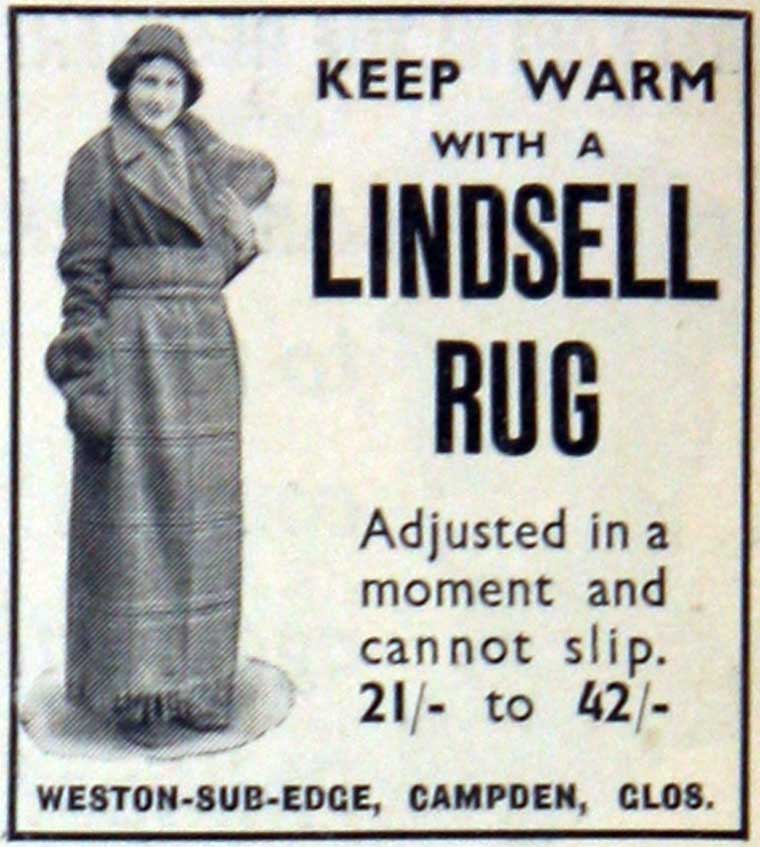 KEEP WARM
WITH A
LINDSELL
RUG
Adjusted in a
moment and
cannot slip.
21/- to 42/-
WESTON-SUB-EDGE, CAMPDEN, GLOS.